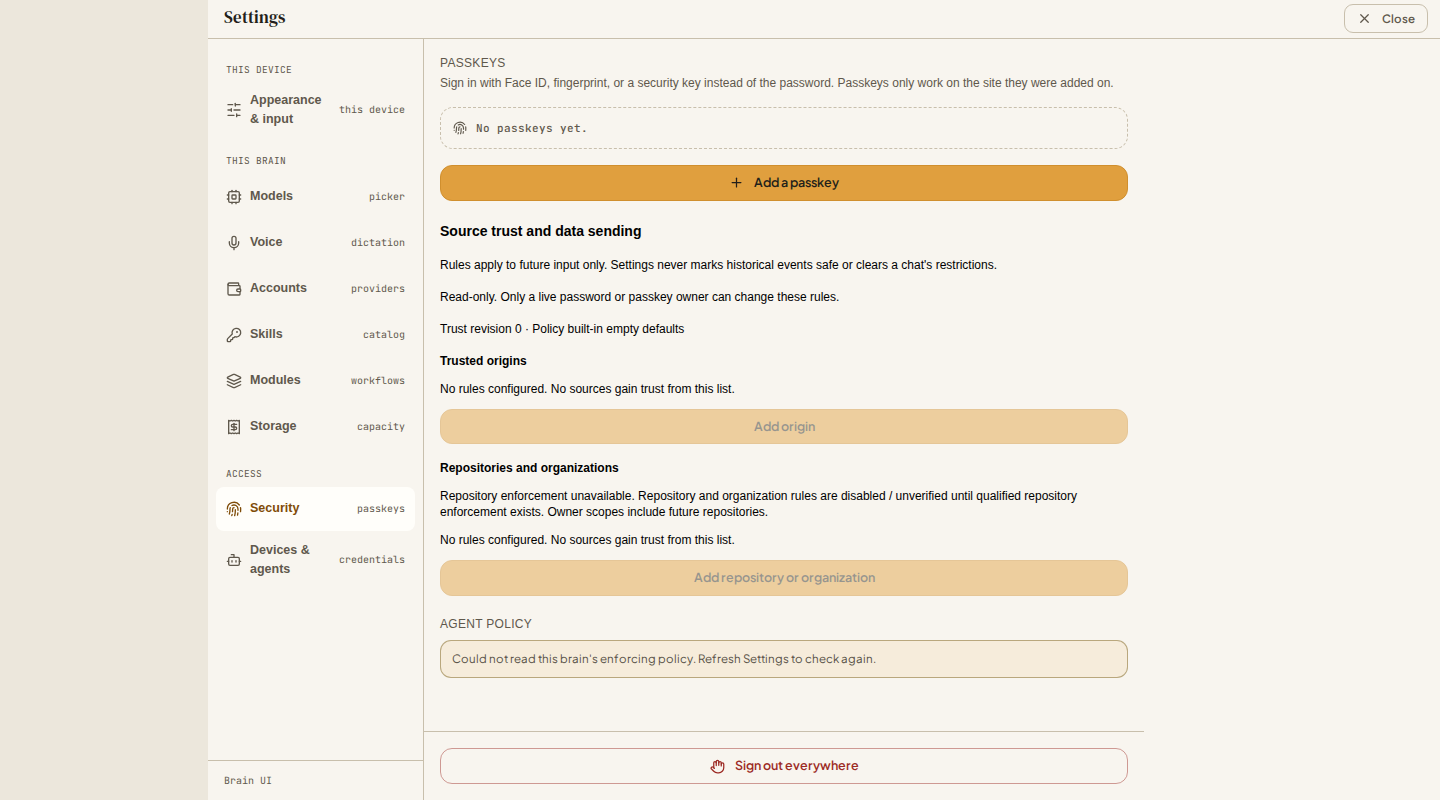 Settings
Close
THIS DEVICE
Appearance & input
this device
THIS BRAIN
Models
picker
Voice
dictation
Accounts
providers
Skills
catalog
Modules
workflows
Storage
capacity
ACCESS
Security
passkeys
Devices & agents
credentials
Brain UI
PASSKEYS
Sign in with Face ID, fingerprint, or a security key instead of the password. Passkeys only work on the site they were added on.
No passkeys yet.
Add a passkey
Source trust and data sending
Rules apply to future input only. Settings never marks historical events safe or clears a chat's restrictions.
Read-only. Only a live password or passkey owner can change these rules.
Trust revision 0 · Policy built-in empty defaults
Trusted origins
No rules configured. No sources gain trust from this list.
Add origin
Repositories and organizations
Repository enforcement unavailable. Repository and organization rules are disabled / unverified until qualified repository
enforcement exists. Owner scopes include future repositories.
No rules configured. No sources gain trust from this list.
Add repository or organization
AGENT POLICY
Could not read this brain's enforcing policy. Refresh Settings to check again.
Sign out everywhere